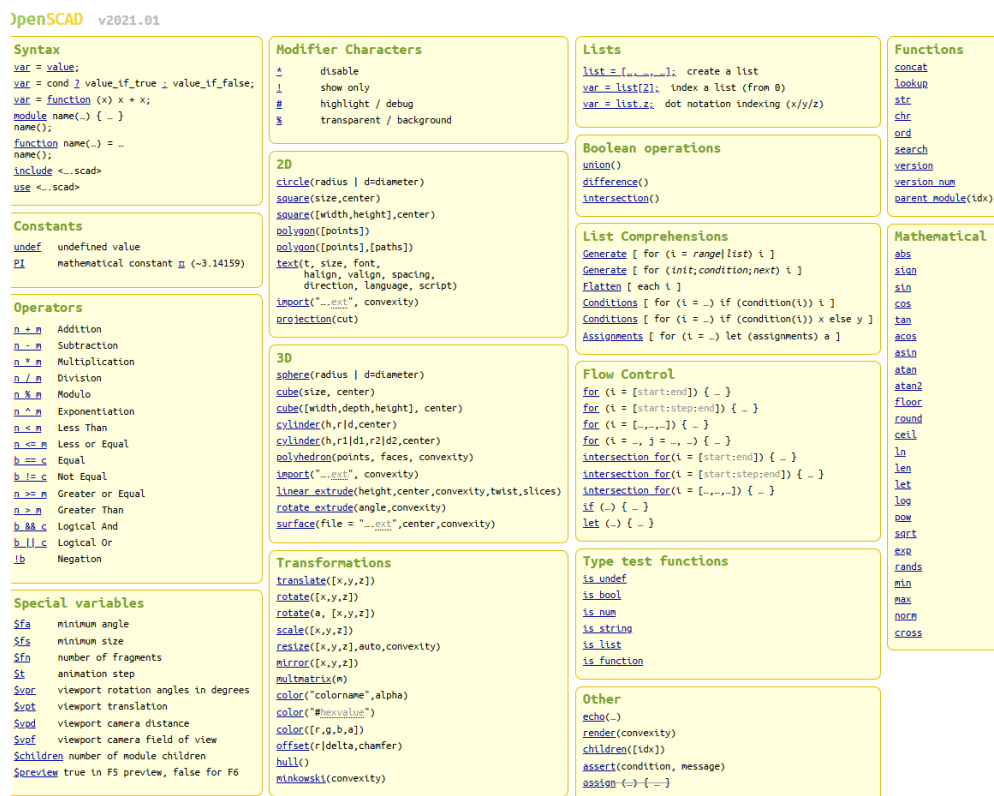 OpenSCAD v2021.01
Syntax
var = value;
var = cond ? value_if_true : value_if_false;
var = function (x) x + x;
module name(…) { … }
name();
function name(…) = …
name();
include <….scad>
use <….scad>
Constants
undef undefined value
PI mathematical constant π (~3.14159)
Operators
n + m Addition
n - m Subtraction
n * m Multiplication
n / m Division
n % m Modulo
n ^ m Exponentiation
n < m Less Than
n <= m Less or Equal
b == c Equal
b != c Not Equal
n >= m Greater or Equal
n > m Greater Than
b && c Logical And
b || c Logical Or
!b Negation
Special variables
$fa minimum angle
$fs minimum size
$fn number of fragments
$t animation step
$vpr viewport rotation angles in degrees
$vpt viewport translation
$vpd viewport camera distance
$vpf viewport camera field of view
$children number of module children
$preview true in F5 preview, false for F6
Modifier Characters
* disable
! show only
# highlight / debug
% transparent / background
2D
circle(radius | d=diameter)
square(size,center)
square([width,height],center)
polygon([points])
polygon([points],[paths])
text(t, size, font,
halign, valign, spacing,
direction, language, script)
import("….ext", convexity)
projection(cut)
3D
sphere(radius | d=diameter)
cube(size, center)
cube([width,depth,height], center)
cylinder(h,r|d,center)
cylinder(h,r1|d1,r2|d2,center)
polyhedron(points, faces, convexity)
import("….ext", convexity)
linear_extrude(height,center,convexity,twist,slices)
rotate_extrude(angle,convexity)
surface(file = "….ext",center,convexity)
Transformations
translate([x,y,z])
rotate([x,y,z])
rotate(a, [x,y,z])
scale([x,y,z])
resize([x,y,z],auto,convexity)
mirror([x,y,z])
multmatrix(m)
color("colorname",alpha)
color("#hexvalue")
color([r,g,b,a])
offset(r|delta,chamfer)
hull()
minkowski(convexity)
Lists
list = […, …, …]; create a list
var = list[2]; index a list (from 0)
var = list.z; dot notation indexing (x/y/z)
Boolean operations
union()
difference()
intersection()
List Comprehensions
Generate [ for (i = range|list) i ]
Generate [ for (init;condition;next) i ]
Flatten [ each i ]
Conditions [ for (i = …) if (condition(i)) i ]
Conditions [ for (i = …) if (condition(i)) x else y ]
Assignments [ for (i = …) let (assignments) a ]
Flow Control
for (i = [start:end]) { … }
for (i = [start:step:end]) { … }
for (i = […,…,…]) { … }
for (i = …, j = …, …) { … }
intersection_for(i = [start:end]) { … }
intersection_for(i = [start:step:end]) { … }
intersection_for(i = […,…,…]) { … }
if (…) { … }
let (…) { … }
Type test functions
is_undef
is_bool
is_num
is_string
is_list
is_function
Other
echo(…)
render(convexity)
children([idx])
assert(condition, message)
assign (…) { … }
Functions
concat
lookup
str
chr
ord
search
version
version_num
parent_module(idx)
Mathematical
abs
sign
sin
cos
tan
acos
asin
atan
atan2
floor
round
ceil
ln
len
let
log
pow
sqrt
exp
rands
min
max
norm
cross